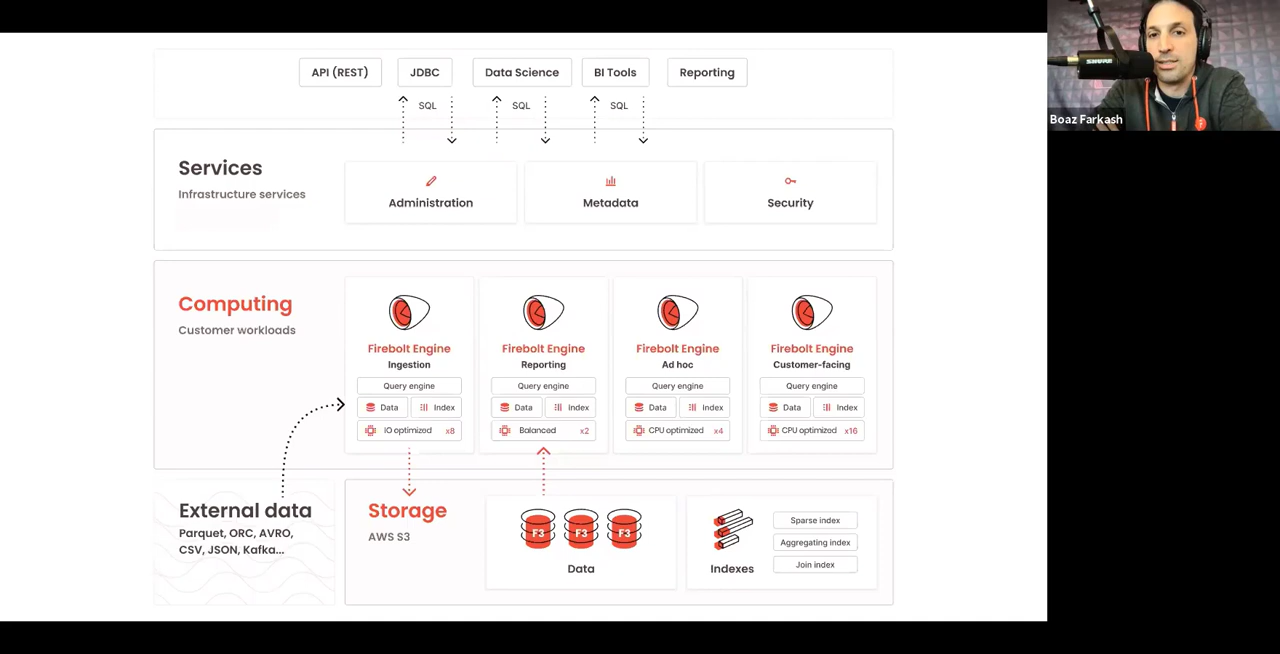 API (REST)
JDBC
Data Science
BI Tools
Reporting
SQL
SQL
SQL
Services
Infrastructure services
Administration
Metadata
Security
Computing
Customer workloads
Firebolt Engine
Ingestion
Query engine
Data
Index
IO optimized x8
Firebolt Engine
Reporting
Query engine
Data
Index
Balanced x2
Firebolt Engine
Ad hoc
Query engine
Data
Index
CPU optimized x4
Firebolt Engine
Customer-facing
Query engine
Data
Index
CPU optimized x16
External data
Parquet, ORC, AVRO,
CSV, JSON, Kafka...
Storage
AWS S3
F3
F3
F3
Data
Indexes
Sparse index
Aggregating index
Join index
SHURE
Boaz Farkash